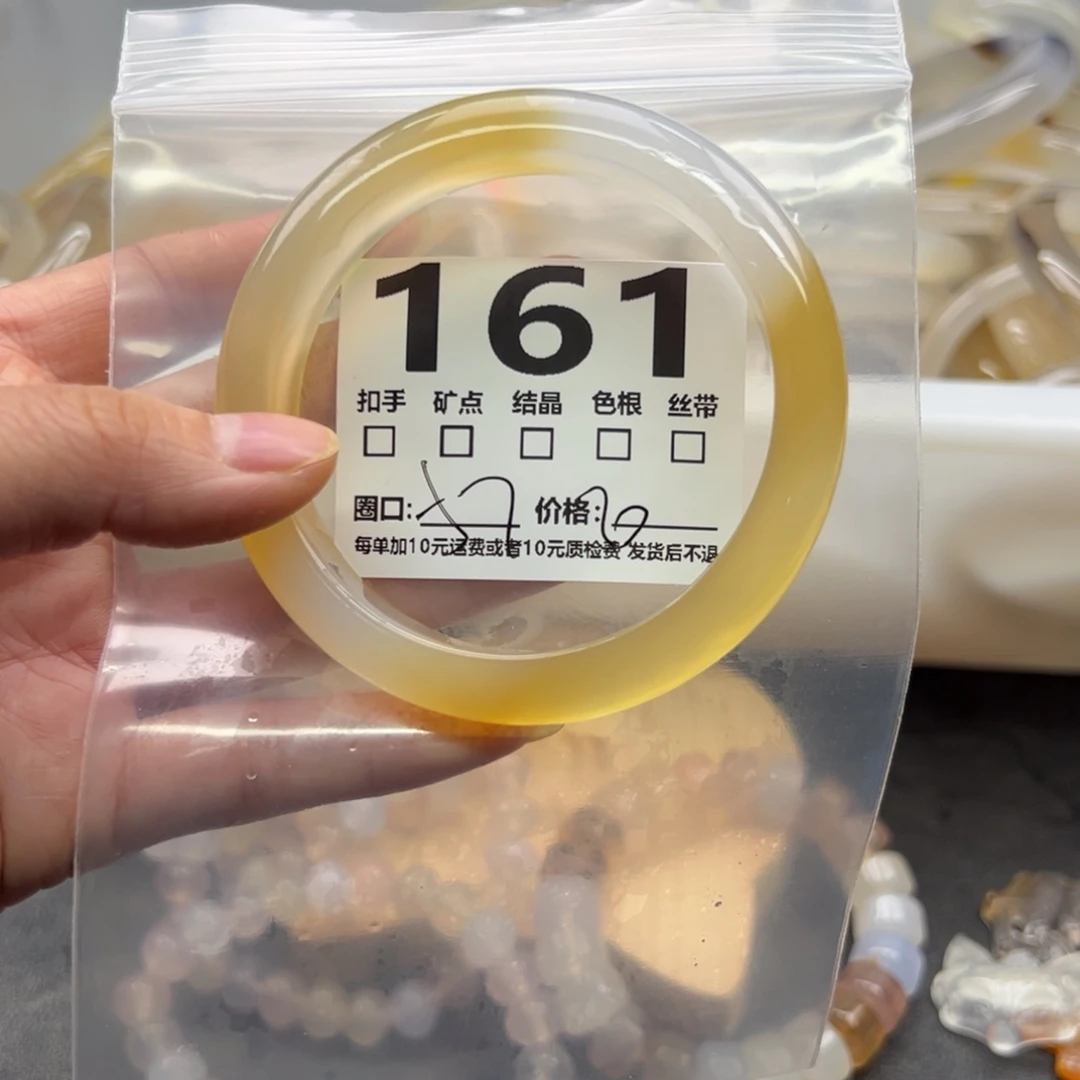 161
扣手 矿点 结晶 色根 丝带
□ □ □ □ □
圈口: 57 价格:
每单加10元运费或者10元质检费 发货后不退